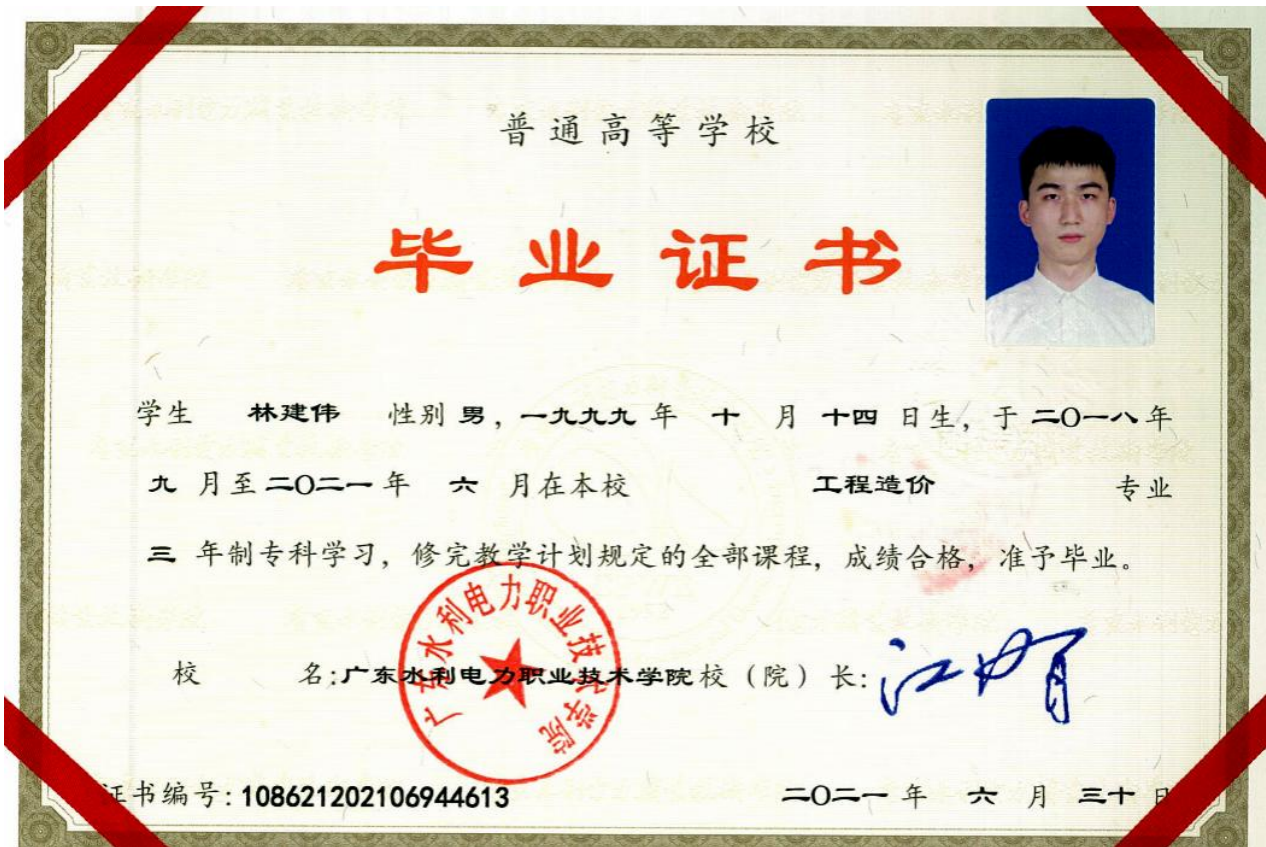 普通高等学校
毕业证书
学生 林建伟 性别 男，一九九九 年 十 月 十四 日生，于 二〇一八年
九 月至 二〇二一 年 六 月在本校 工程造价 专业
三 年制专科学习，修完教学计划规定的全部课程，成绩合格，准予毕业。
广东水利电力职业技术学院
校 名：广东水利电力职业技术学院 校（院）长：
证书编号：108621202106944613 二〇二一 年 六 月 三十 日